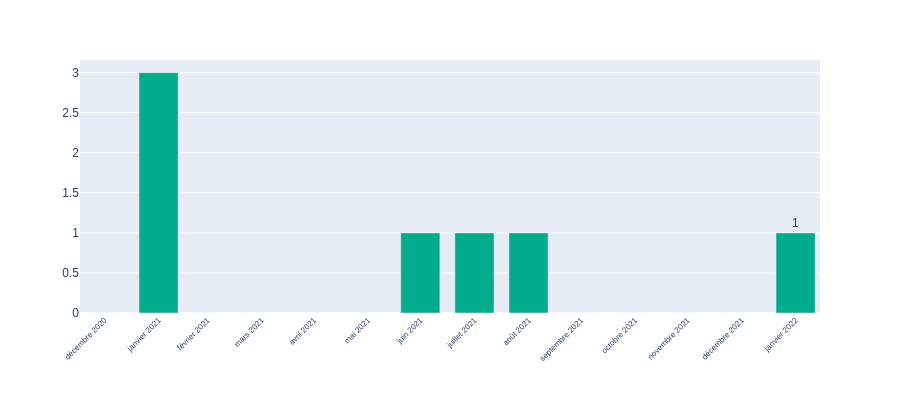 3
2.5
2
1.5
1
0.5
0
1
décembre 2020
janvier 2021
février 2021
mars 2021
avril 2021
mai 2021
juin 2021
juillet 2021
août 2021
septembre 2021
octobre 2021
novembre 2021
décembre 2021
janvier 2022